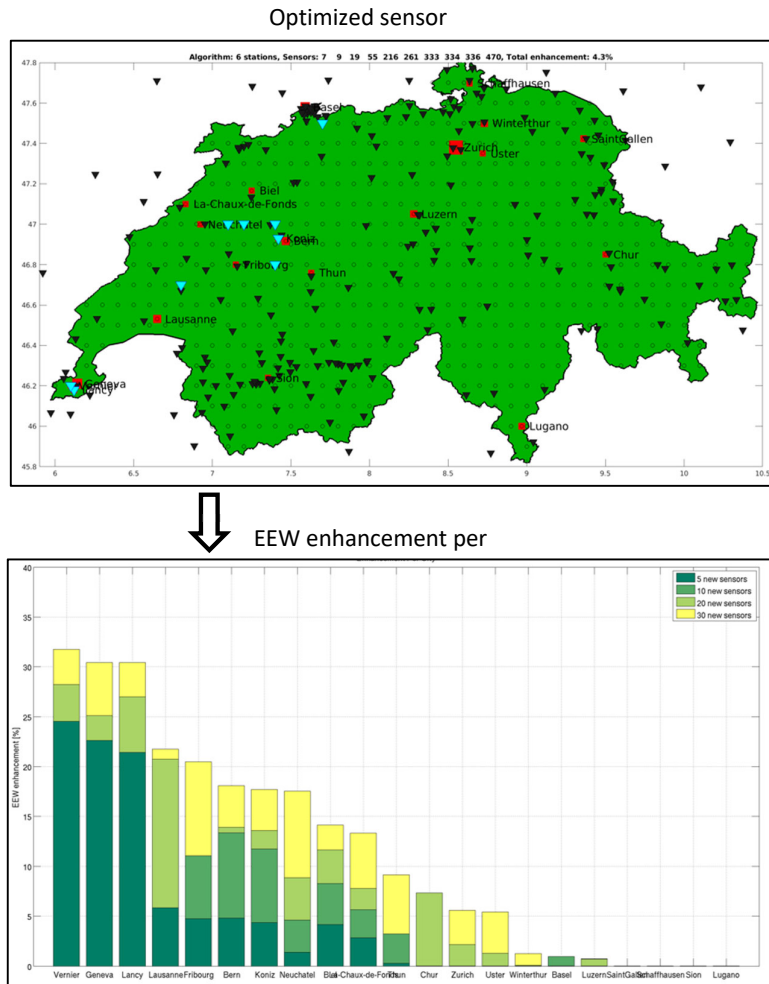 Optimized sensor
Algorithm: 6 stations, Sensors: 7 9 19 55 216 261 333 334 336 470, Total enhancement: 4.3%
47.8
Schaffhausen
47.6
Basel
Winterthur
47.4
SaintGallen
Zurich
Uster
47.2
Biel
La-Chaux-de-Fonds
Luzern
47
Neuchatel
Koniz
Bern
Chur
46.8
Fribourg
Thun
46.6
Lausanne
46.4
Sion
46.2
Geneva
Lancy
46
Lugano
45.8
6 6.5 7 7.5 8 8.5 9 9.5 10 10.5
EEW enhancement per
40
5 new sensors
10 new sensors
20 new sensors
30 new sensors
35
30
25
EEW enhancement [%]
20
15
10
5
0
Vernier Geneva Lancy Lausanne Fribourg Bern Koniz Neuchatel Biel La-Chaux-de-Fonds Thun Chur Zurich Uster Winterthur Basel Luzern SaintGallen Schaffhausen Sion Lugano